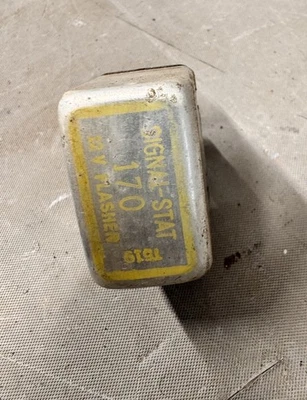 SIGNAL-STAT
170
V FLASHER